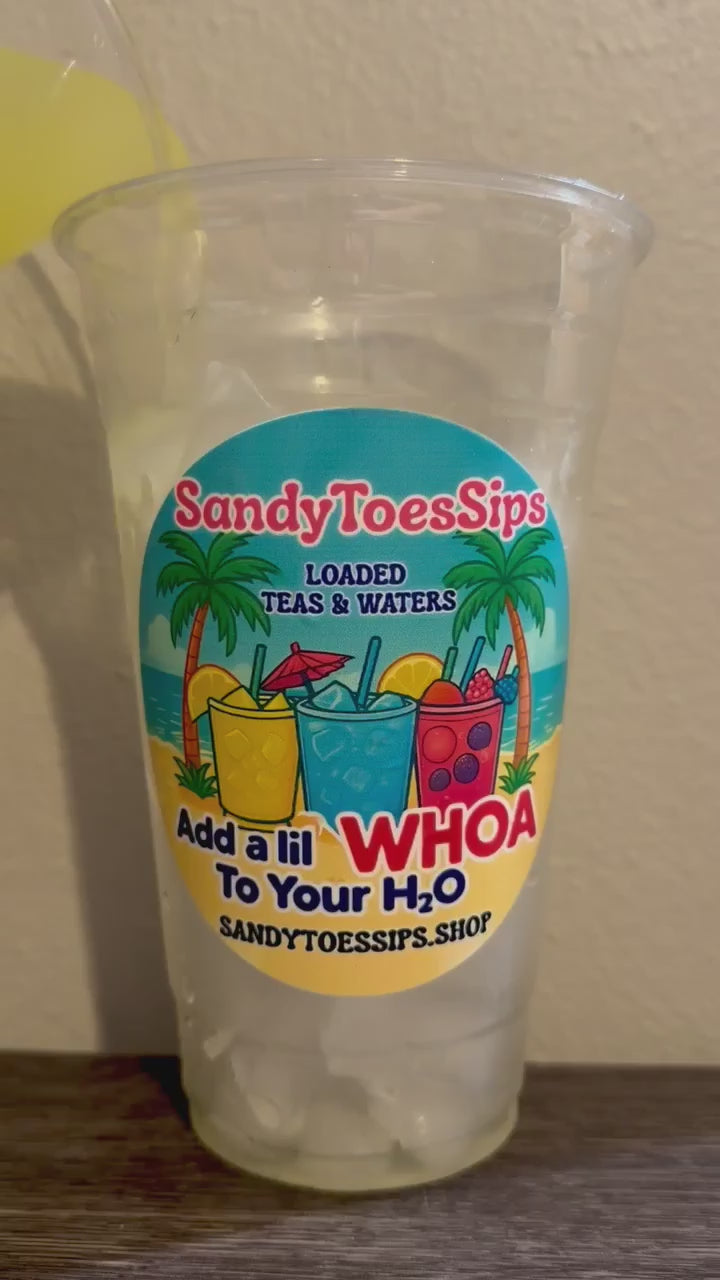 SandyToesSips
LOADED
TEAS & WATERS
Add a lil WHOA
To Your H₂O
SANDYTOESSIPS.SHOP